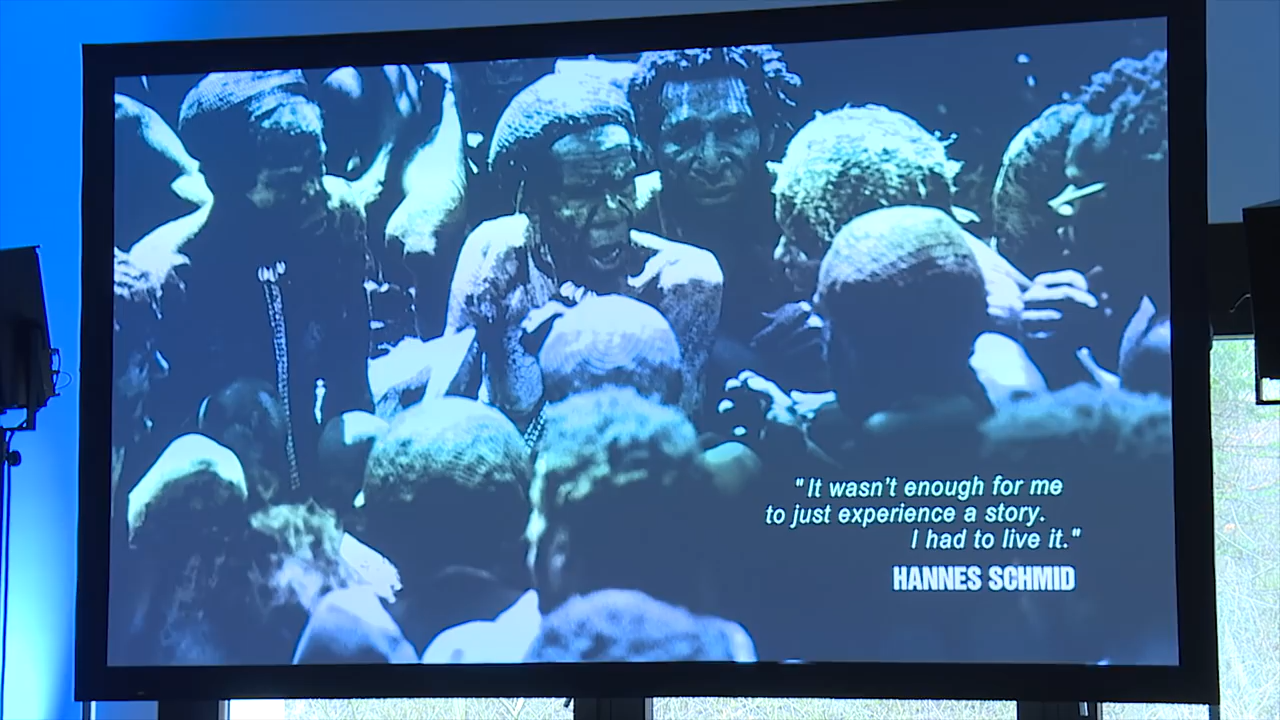 "It wasn't enough for me
to just experience a story.
I had to live it."
HANNES SCHMID